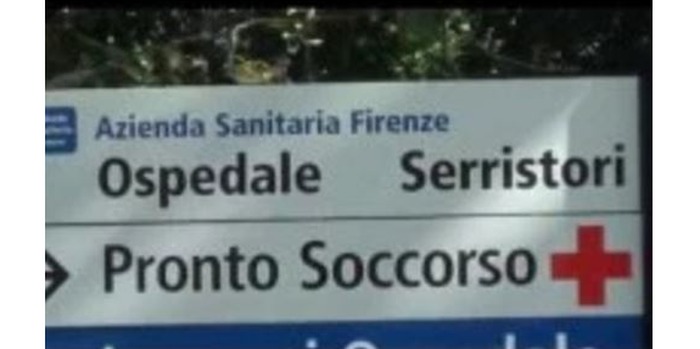 Azienda Sanitaria Firenze
Ospedale Serristori
Pronto Soccorso